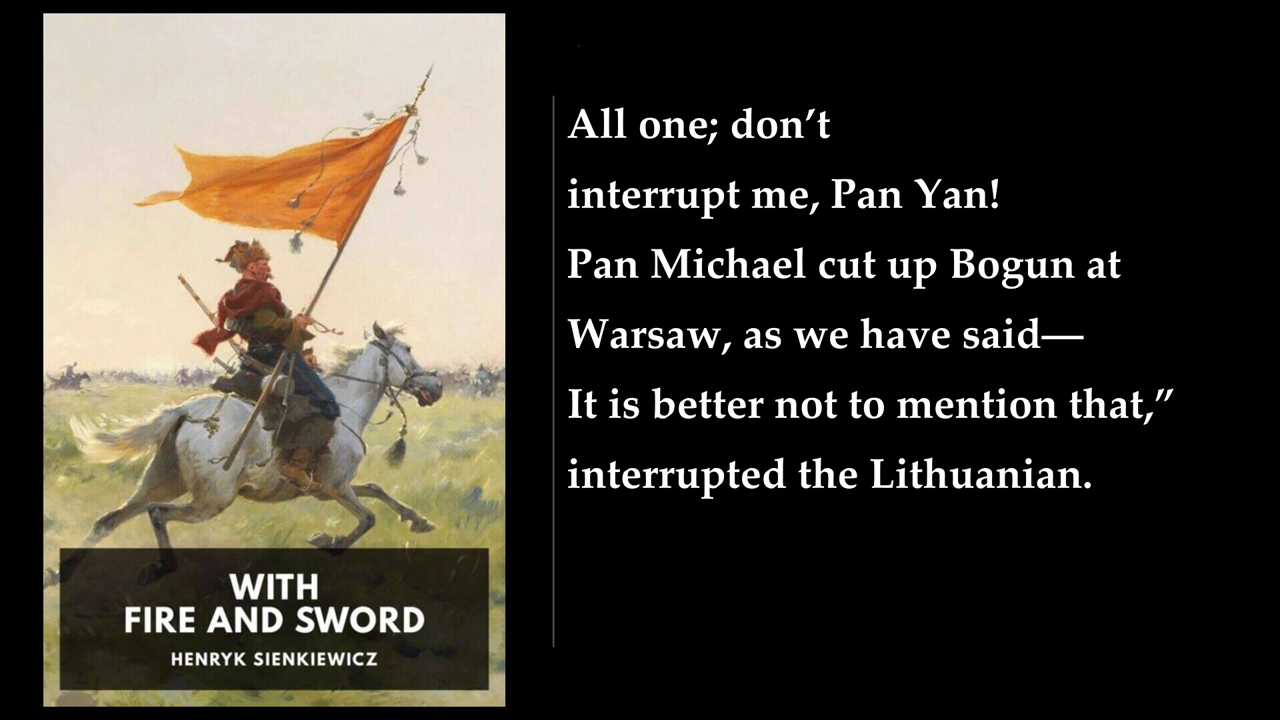 WITH
FIRE AND SWORD
HENRYK SIENKIEWICZ
All one; don’t
interrupt me, Pan Yan!
Pan Michael cut up Bogun at
Warsaw, as we have said—
It is better not to mention that,”
interrupted the Lithuanian.